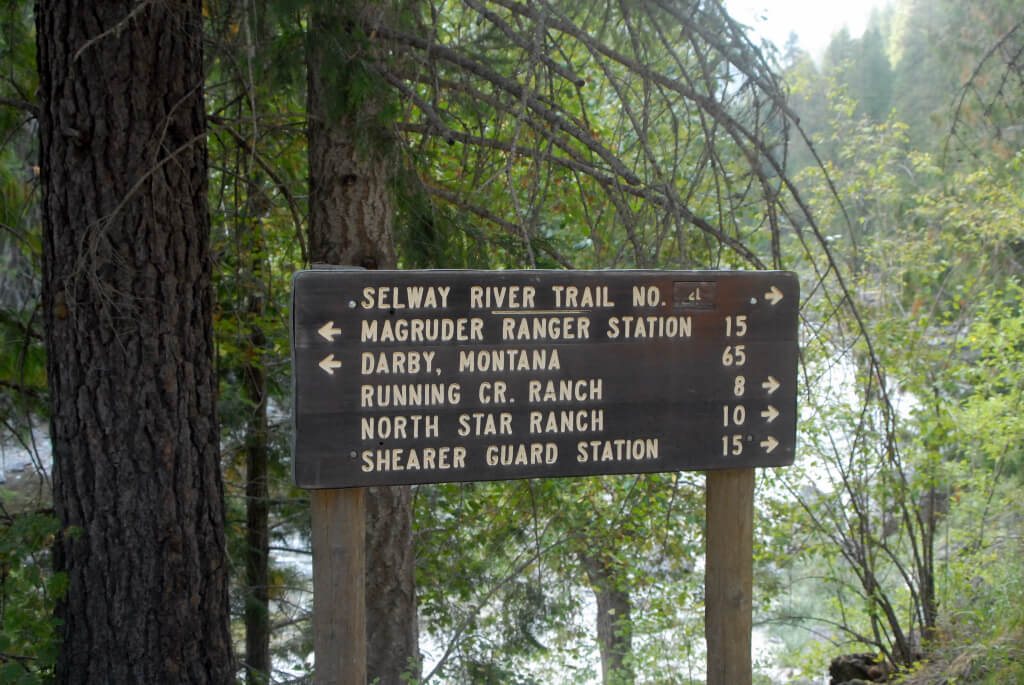 SELWAY RIVER TRAIL NO. →
← MAGRUDER RANGER STATION 15
← DARBY, MONTANA 65
RUNNING CR. RANCH 8 →
NORTH STAR RANCH 10 →
SHEARER GUARD STATION 15 →